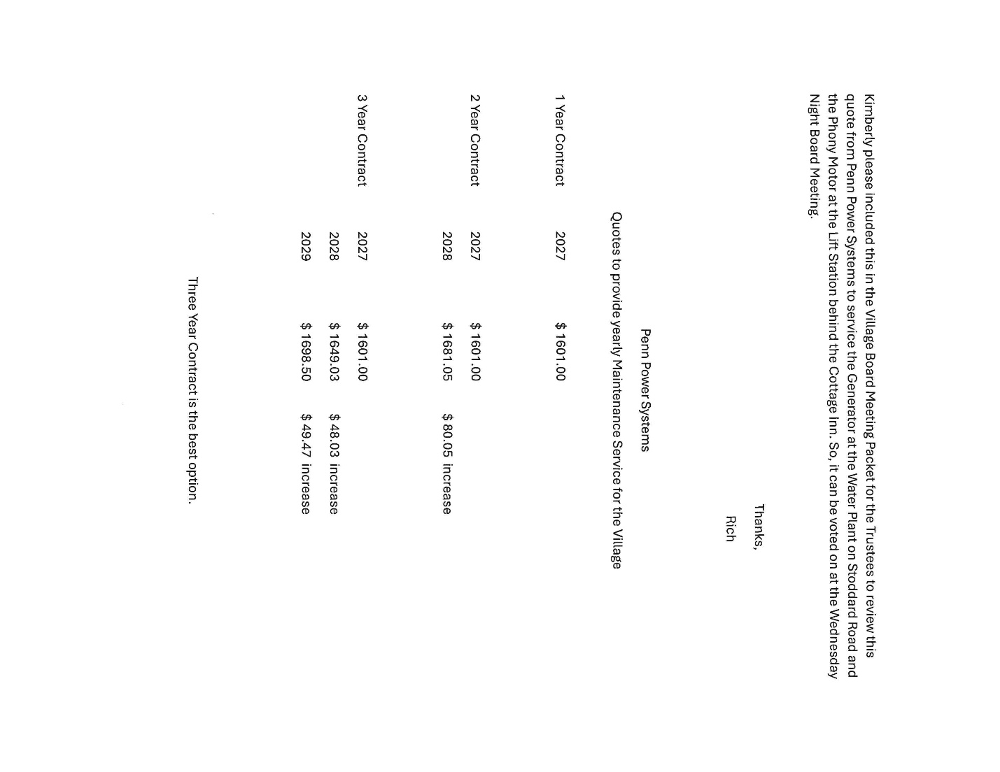 Kimberly please included this in the Village Board Meeting Packet for the Trustees to review this
quote from Penn Power Systems to service the Generator at the Water Plant on Stoddard Road and
the Phony Motor at the Lift Station behind the Cottage Inn. So, it can be voted on at the Wednesday
Night Board Meeting.
Thanks,
Rich
Penn Power Systems
Quotes to provide yearly Maintenance Service for the Village
1 Year Contract 2027 $ 1601.00
2 Year Contract 2027 $ 1601.00
2028 $ 1681.05 $ 80.05 increase
3 Year Contract 2027 $ 1601.00
2028 $ 1649.03 $ 48.03 increase
2029 $ 1698.50 $ 49.47 increase
Three Year Contract is the best option.